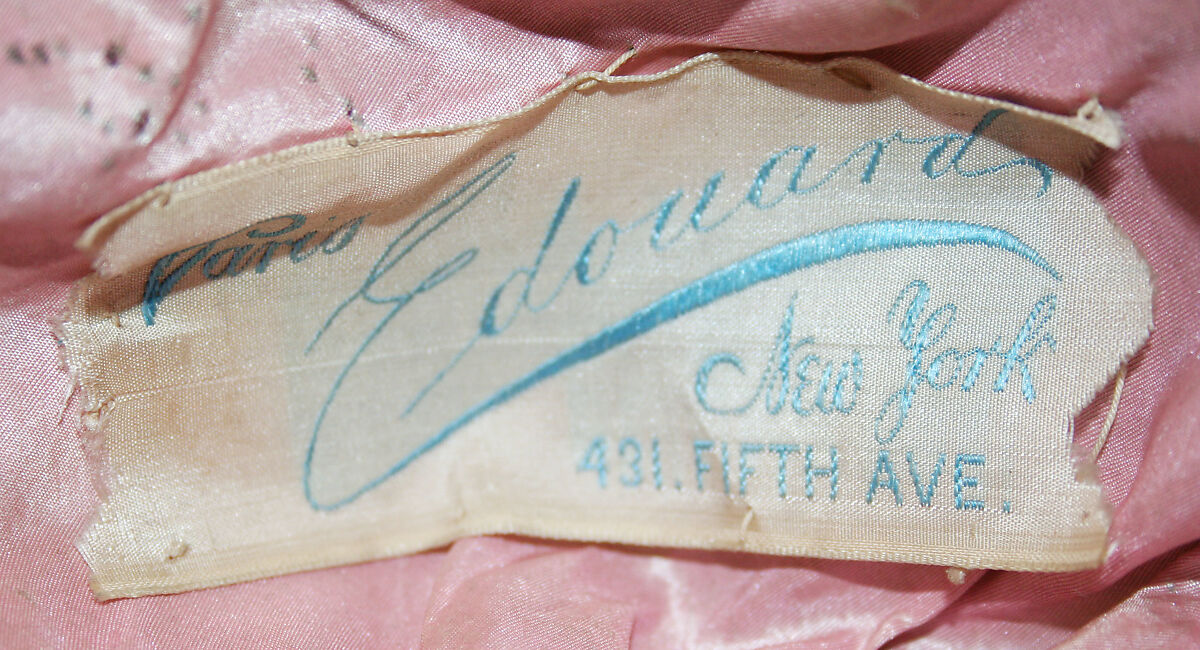 Paris
Edouard
New York
431. FIFTH AVE.